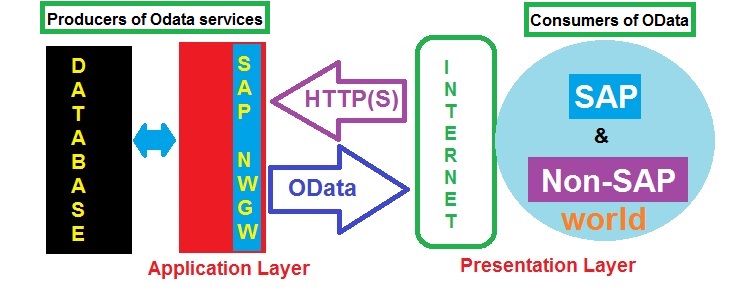 Producers of Odata services
Consumers of OData
DATABASE
SAP NWGW
HTTP(S)
OData
INTERNET
SAP
&
Non-SAP
world
Application Layer
Presentation Layer